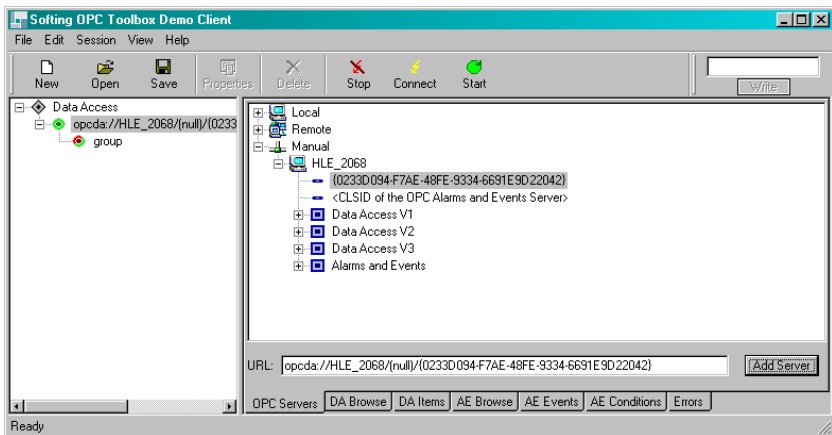 Softing OPC Toolbox Demo Client
File Edit Session View Help
New Open Save Properties Delete Stop Connect Start Write
Data Access
opcda://HLE_2068/(null)/{0233
group
Local
Remote
Manual
HLE_2068
{0233D094-F7AE-48FE-9334-6691E9D22042}
<CLSID of the OPC Alarms and Events Server>
Data Access V1
Data Access V2
Data Access V3
Alarms and Events
URL: opcda://HLE_2068/(null)/{0233D094-F7AE-48FE-9334-6691E9D22042} Add Server
OPC Servers DA Browse DA Items AE Browse AE Events AE Conditions Errors
Ready